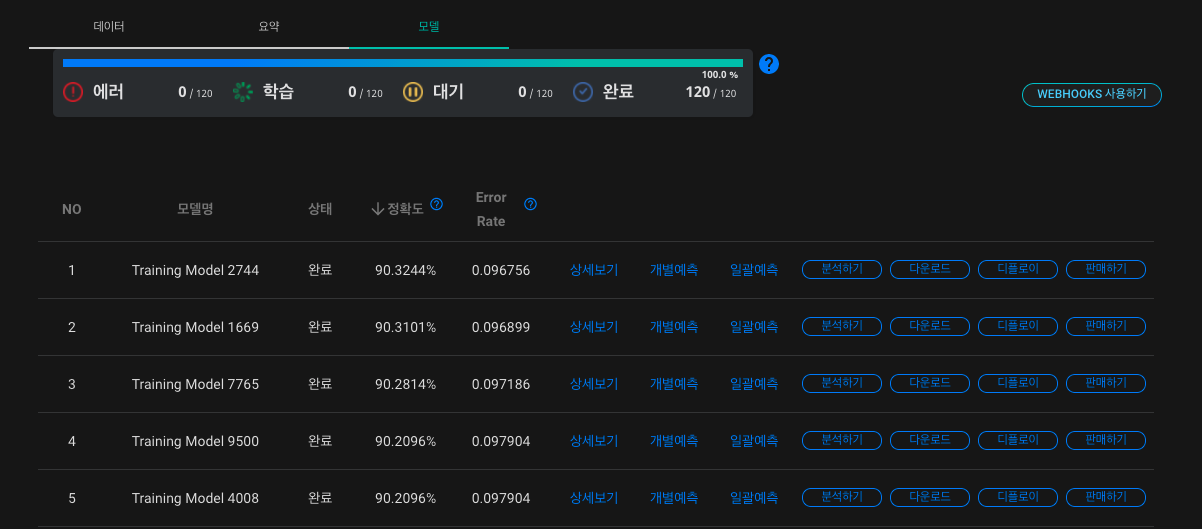 데이터 요약 모델
100.0 %
에러 0 / 120 학습 0 / 120 대기 0 / 120 완료 120 / 120
WEBHOOKS 사용하기
NO 모델명 상태 정확도 Error Rate
1 Training Model 2744 완료 90.3244% 0.096756 상세보기 개별예측 일괄예측 분석하기 다운로드 디플로이 판매하기
2 Training Model 1669 완료 90.3101% 0.096899 상세보기 개별예측 일괄예측 분석하기 다운로드 디플로이 판매하기
3 Training Model 7765 완료 90.2814% 0.097186 상세보기 개별예측 일괄예측 분석하기 다운로드 디플로이 판매하기
4 Training Model 9500 완료 90.2096% 0.097904 상세보기 개별예측 일괄예측 분석하기 다운로드 디플로이 판매하기
5 Training Model 4008 완료 90.2096% 0.097904 상세보기 개별예측 일괄예측 분석하기 다운로드 디플로이 판매하기